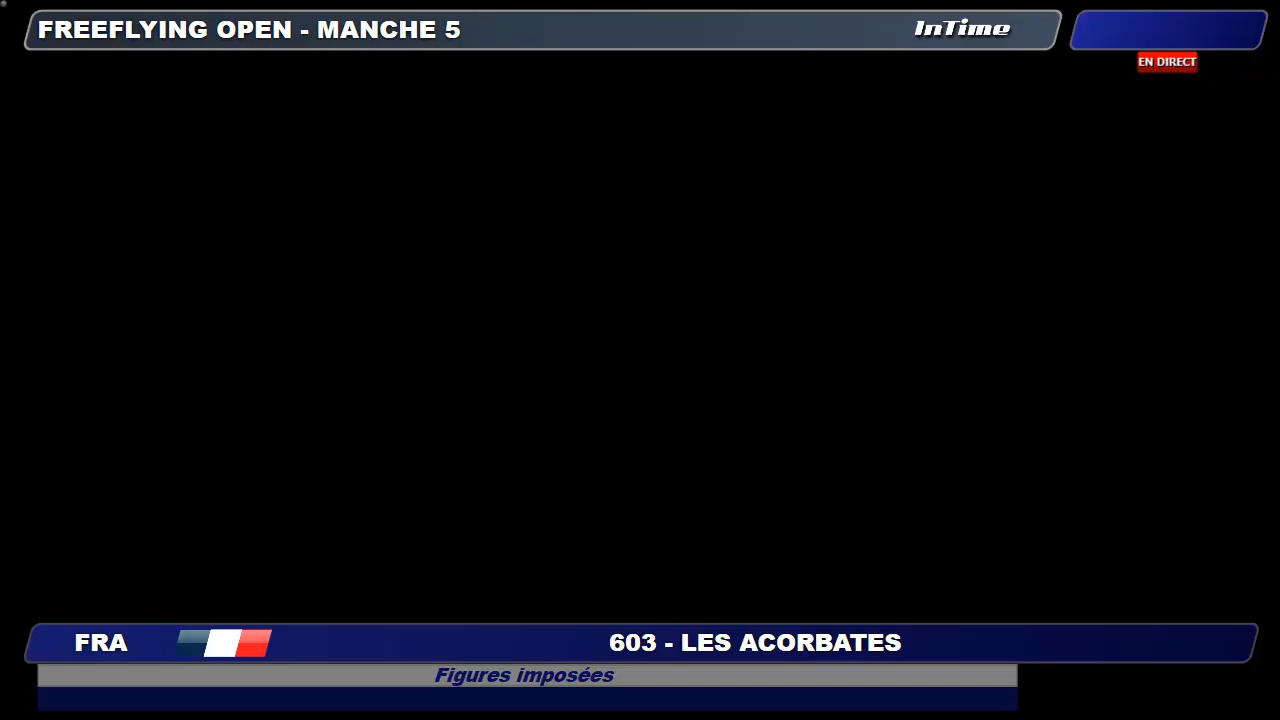 FREEFLYING OPEN - MANCHE 5
InTime
EN DIRECT
FRA
603 - LES ACORBATES
Figures imposées